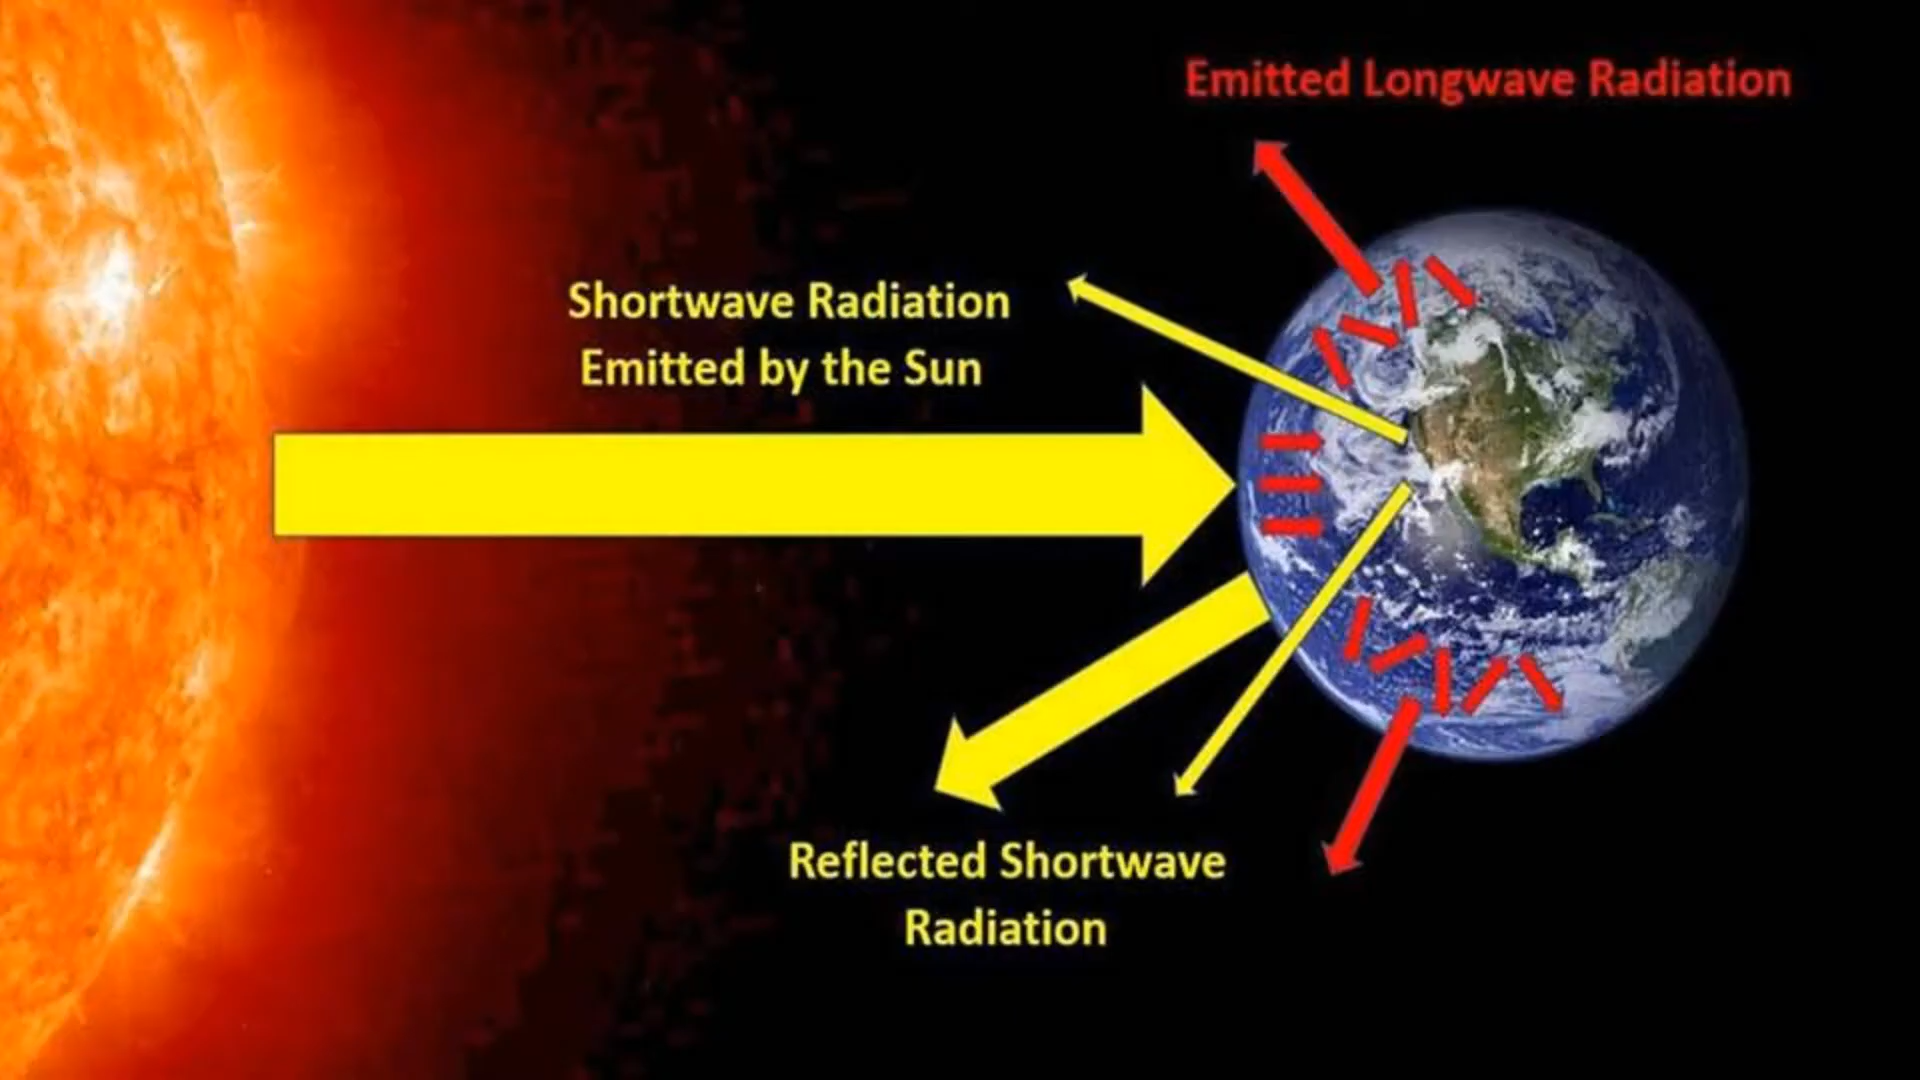 Emitted Longwave Radiation
Shortwave Radiation
Emitted by the Sun
Reflected Shortwave
Radiation